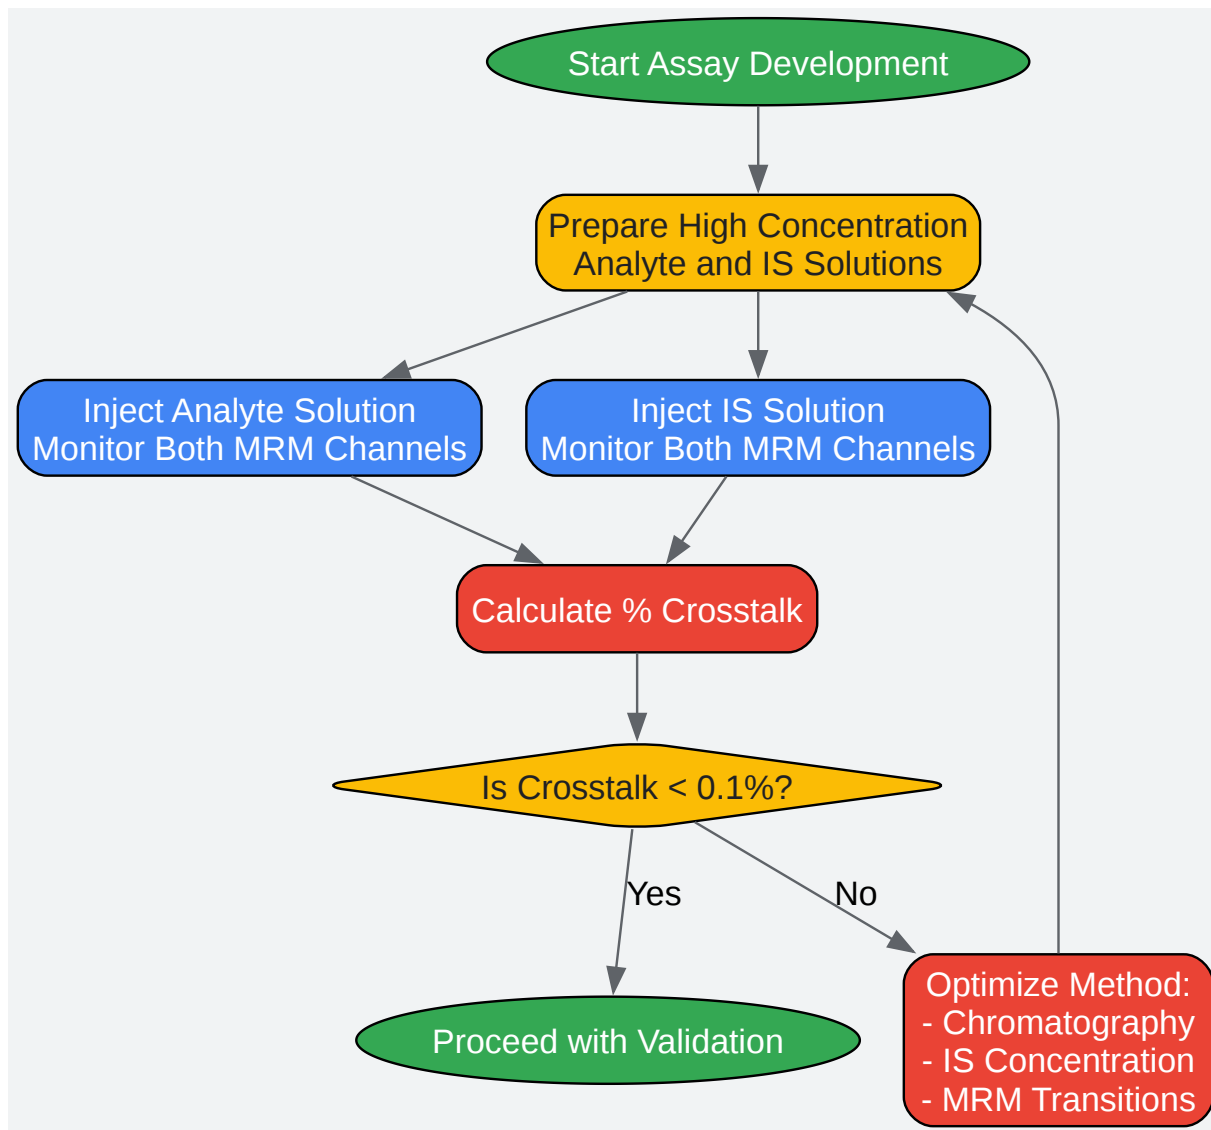 Start Assay Development
Prepare High Concentration
Analyte and IS Solutions
Inject Analyte Solution
Monitor Both MRM Channels
Inject IS Solution
Monitor Both MRM Channels
Calculate % Crosstalk
Is Crosstalk < 0.1%?
Yes
No
Proceed with Validation
Optimize Method:
- Chromatography
- IS Concentration
- MRM Transitions